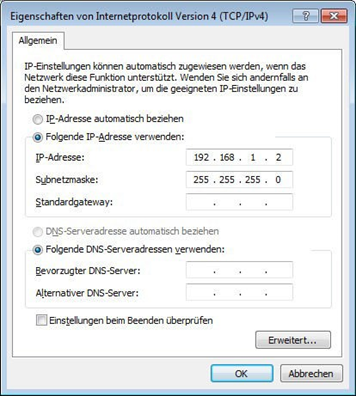 Eigenschaften von Internetprotokoll Version 4 (TCP/IPv4)
Allgemein
IP-Einstellungen können automatisch zugewiesen werden, wenn das
Netzwerk diese Funktion unterstützt. Wenden Sie sich andernfalls an
den Netzwerkadministrator, um die geeigneten IP-Einstellungen zu
beziehen.
IP-Adresse automatisch beziehen
Folgende IP-Adresse verwenden:
IP-Adresse: 192 . 168 . 1 . 2
Subnetzmaske: 255 . 255 . 255 . 0
Standardgateway: . . .
DNS-Serveradresse automatisch beziehen
Folgende DNS-Serveradressen verwenden:
Bevorzugter DNS-Server: . . .
Alternativer DNS-Server: . . .
Einstellungen beim Beenden überprüfen
Erweitert...
OK Abbrechen